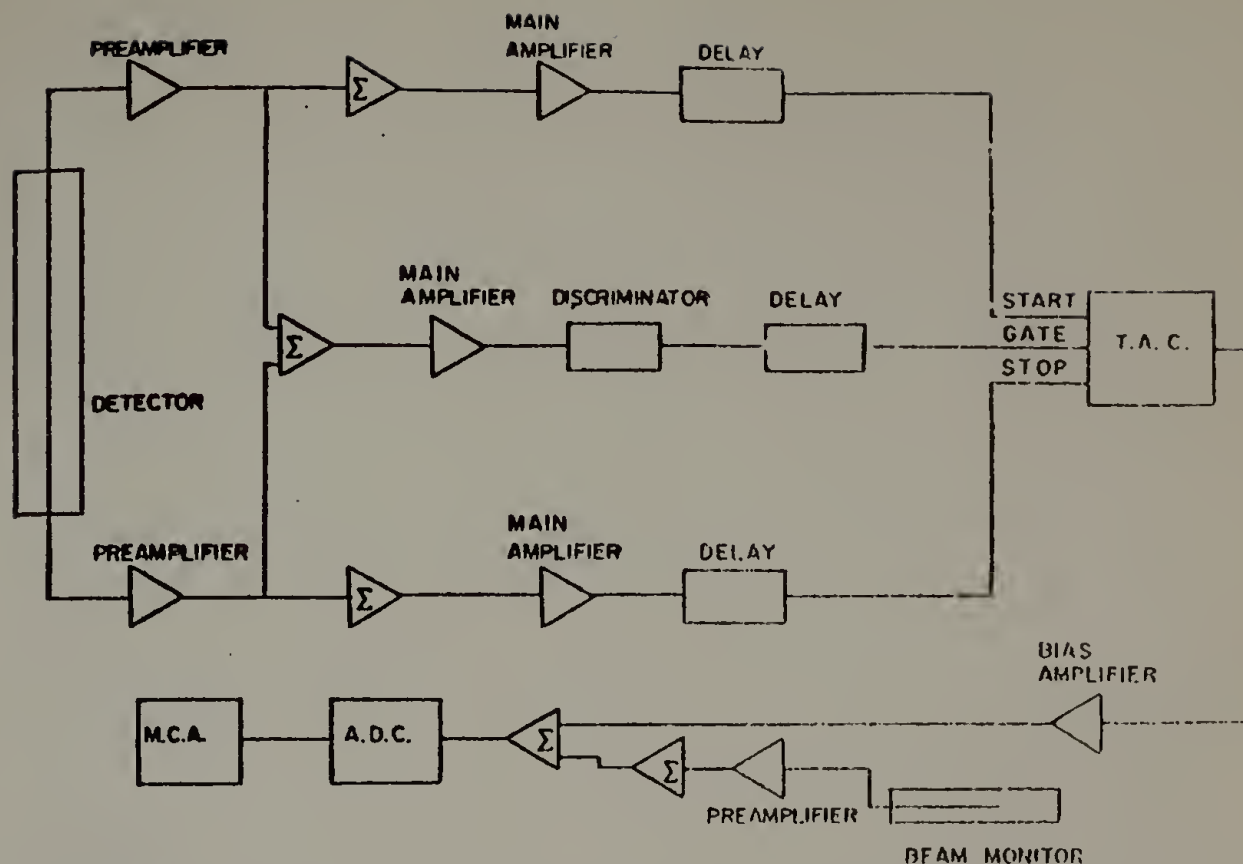 PREAMPLIFIER
Σ
MAIN
AMPLIFIER
DELAY
DETECTOR
Σ
MAIN
AMPLIFIER
DISCRIMINATOR
DELAY
START
GATE
STOP
T.A.C.
PREAMPLIFIER
Σ
MAIN
AMPLIFIER
DELAY
BIAS
AMPLIFIER
M.C.A.
A.D.C.
Σ
Σ
PREAMPLIFIER
BEAM MONITOR